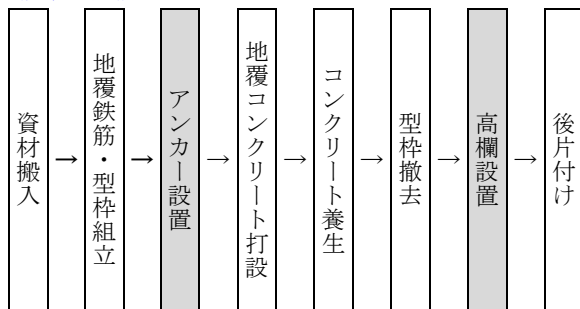 資材搬入
→
地覆鉄筋・型枠組立
→
アンカー設置
→
地覆コンクリート打設
→
コンクリート養生
→
型枠撤去
→
高欄設置
→
後片付け